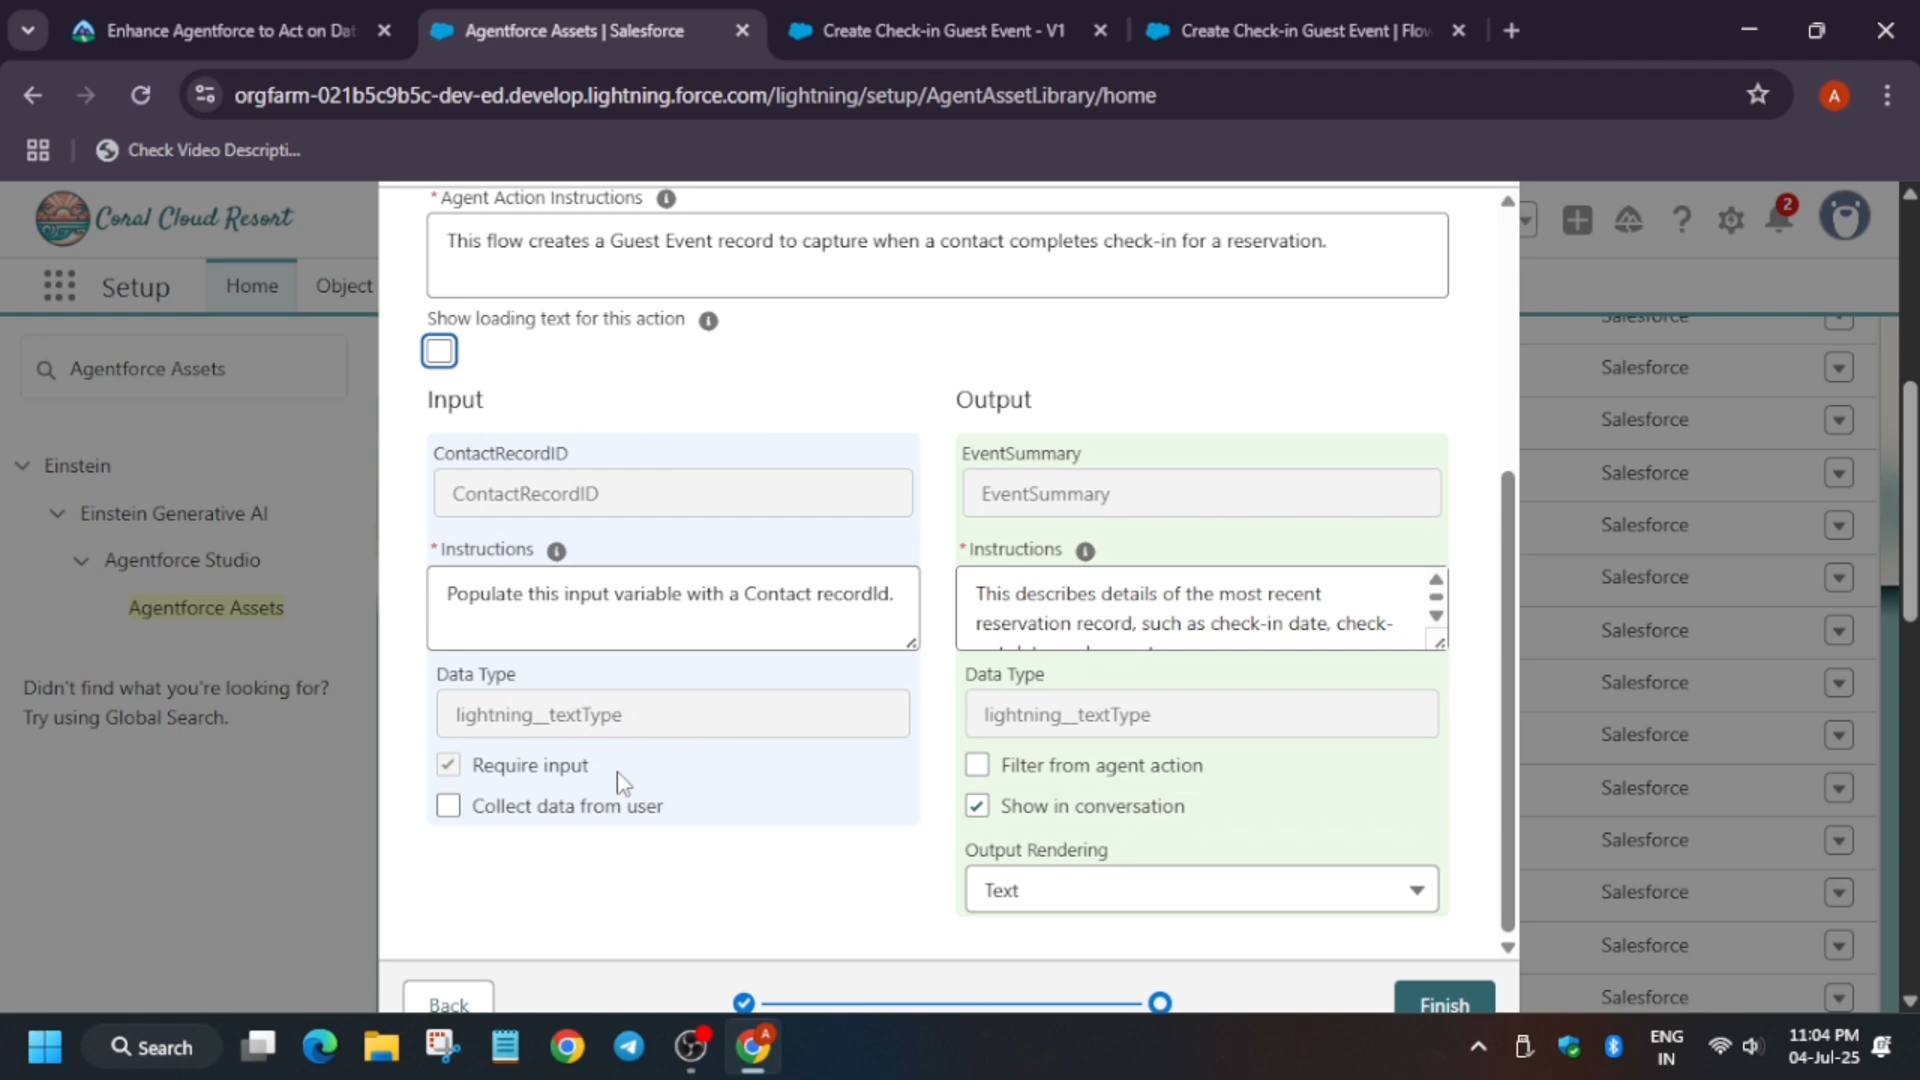 Enhance Agentforce to Act on Dat
Agentforce Assets | Salesforce
Create Check-in Guest Event - V1
Create Check-in Guest Event | Flow
orgfarm-021b5c9b5c-dev-ed.develop.lightning.force.com/lightning/setup/AgentAssetLibrary/home
A
Check Video Descripti...
Coral Cloud Resort
2
Setup
Home
Object
Agentforce Assets
Einstein
Einstein Generative AI
Agentforce Studio
Agentforce Assets
Didn't find what you're looking for?
Try using Global Search.
* Agent Action Instructions
This flow creates a Guest Event record to capture when a contact completes check-in for a reservation.
Show loading text for this action
Input
ContactRecordID
ContactRecordID
* Instructions
Populate this input variable with a Contact recordId.
Data Type
lightning__textType
Require input
Collect data from user
Output
EventSummary
EventSummary
* Instructions
This describes details of the most recent
reservation record, such as check-in date, check-
Data Type
lightning__textType
Filter from agent action
Show in conversation
Output Rendering
Text
Back
Finish
Salesforce
Salesforce
Salesforce
Salesforce
Salesforce
Salesforce
Salesforce
Salesforce
Salesforce
Salesforce
Salesforce
Salesforce
Salesforce
Salesforce
Search
A
ENG
IN
11:04 PM
04-Jul-25